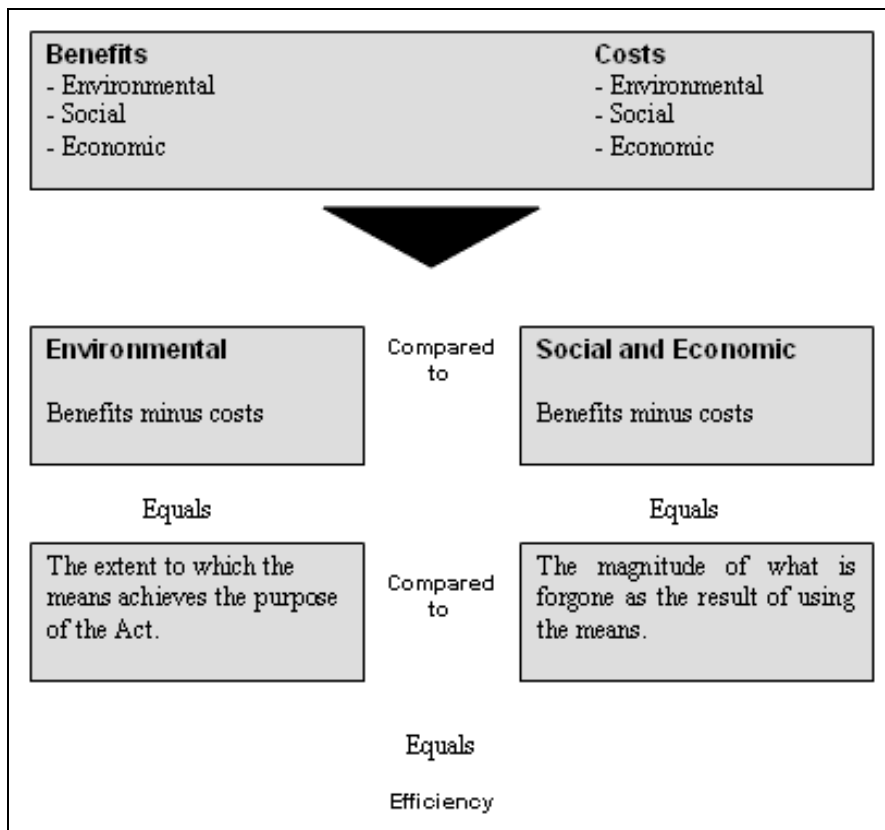 Benefits
- Environmental
- Social
- Economic
Costs
- Environmental
- Social
- Economic
Environmental
Benefits minus costs
Compared
to
Social and Economic
Benefits minus costs
Equals
Equals
The extent to which the
means achieves the purpose
of the Act.
Compared
to
The magnitude of what is
forgone as the result of using
the means.
Equals
Efficiency